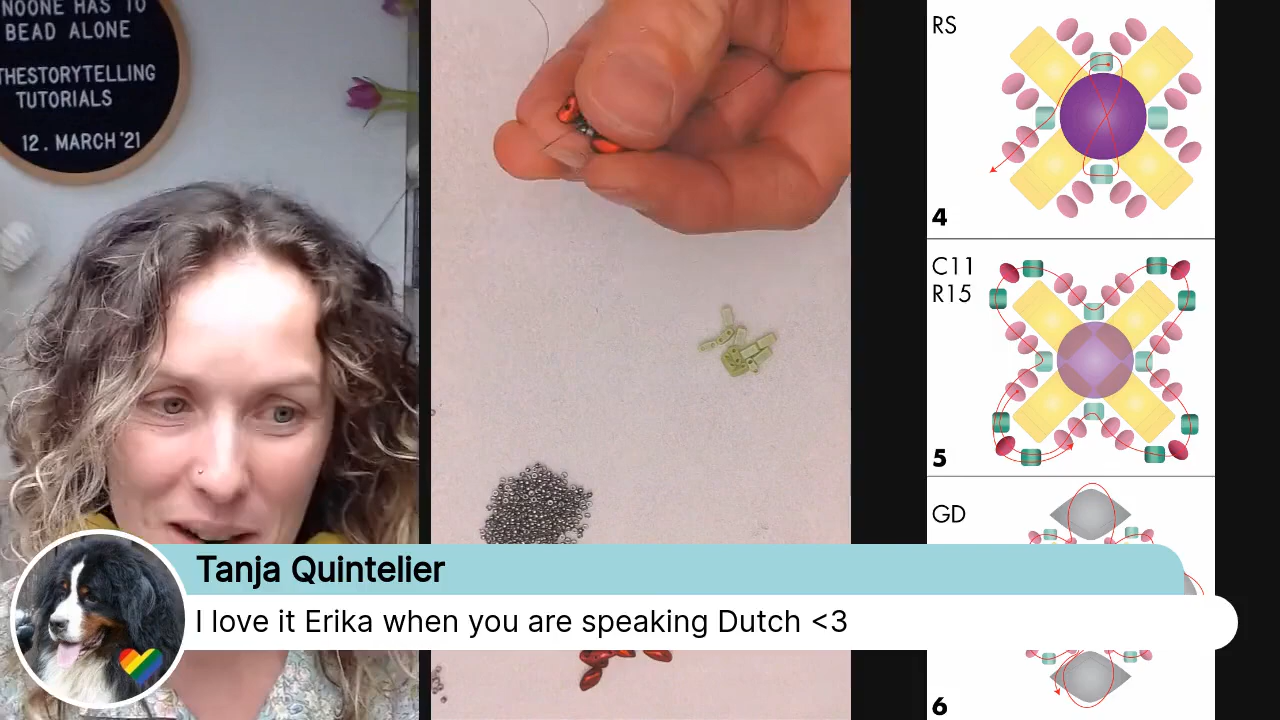 NOONE HAS TO
BEAD ALONE
THESTORYTELLING
TUTORIALS
12. MARCH '21
RS
4
C11
R15
5
GD
6
Tanja Quintelier
I love it Erika when you are speaking Dutch <3